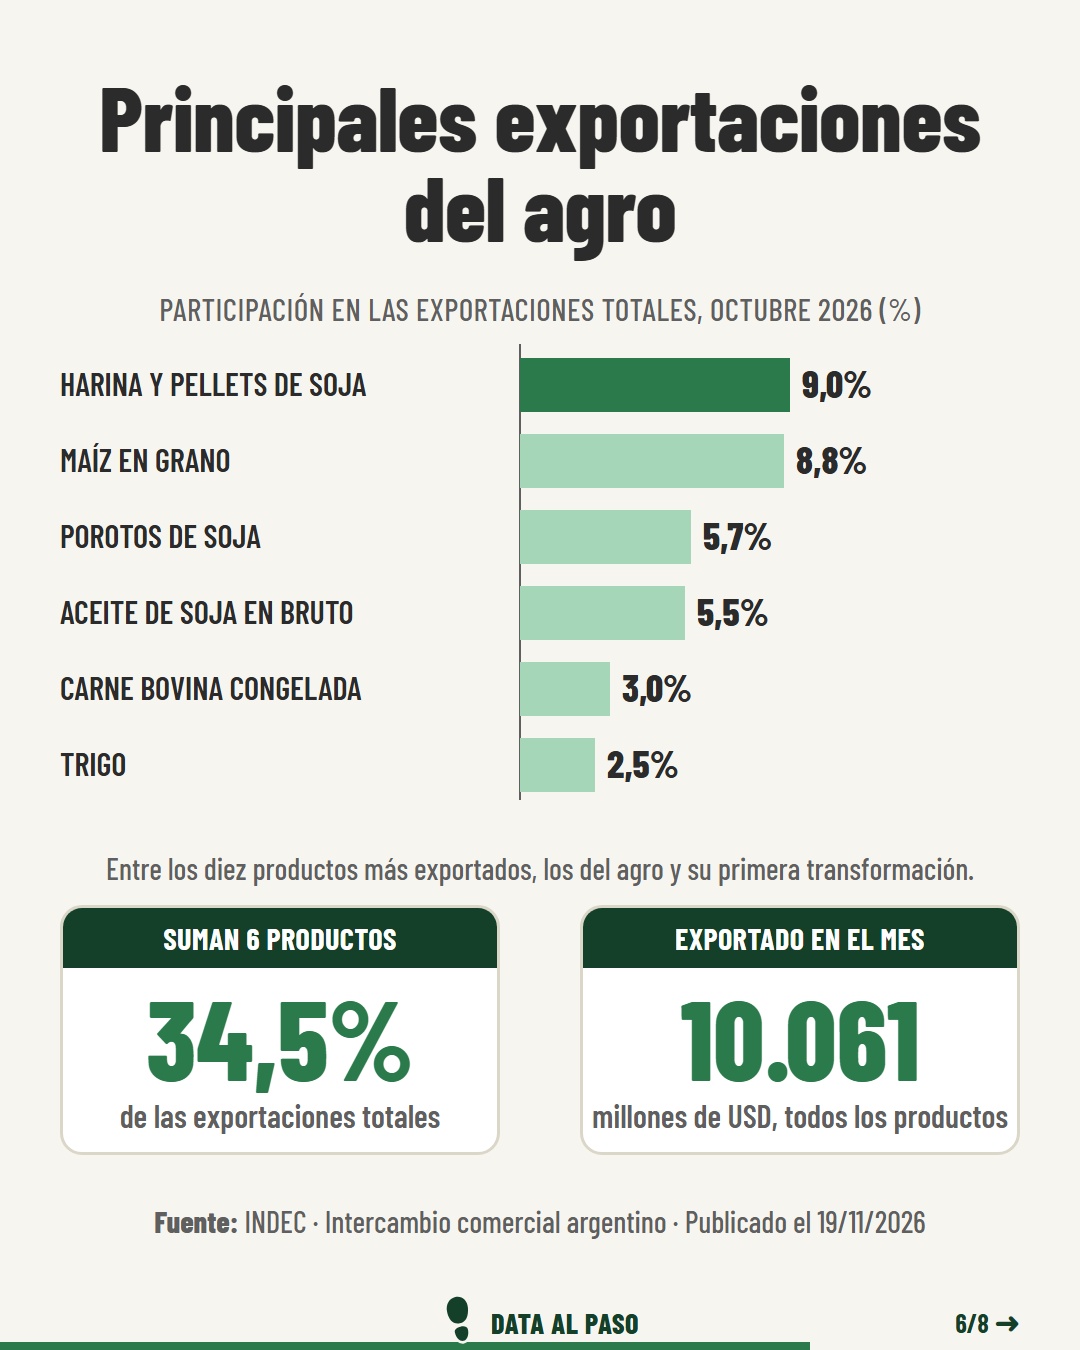 Principales exportaciones
del agro
PARTICIPACIÓN EN LAS EXPORTACIONES TOTALES, OCTUBRE 2026 (%)
HARINA Y PELLETS DE SOJA 9,0%
MAÍZ EN GRANO 8,8%
POROTOS DE SOJA 5,7%
ACEITE DE SOJA EN BRUTO 5,5%
CARNE BOVINA CONGELADA 3,0%
TRIGO 2,5%
Entre los diez productos más exportados, los del agro y su primera transformación.
SUMAN 6 PRODUCTOS
34,5%
de las exportaciones totales
EXPORTADO EN EL MES
10.061
millones de USD, todos los productos
Fuente: INDEC · Intercambio comercial argentino · Publicado el 19/11/2026
DATA AL PASO
6/8 →